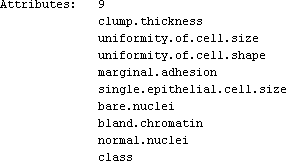 Attributes: 9
clump.thickness
uniformity.of.cell.size
uniformity.of.cell.shape
marginal.adhesion
single.epithelial.cell.size
bare.nuclei
bland.chromatin
normal.nuclei
class